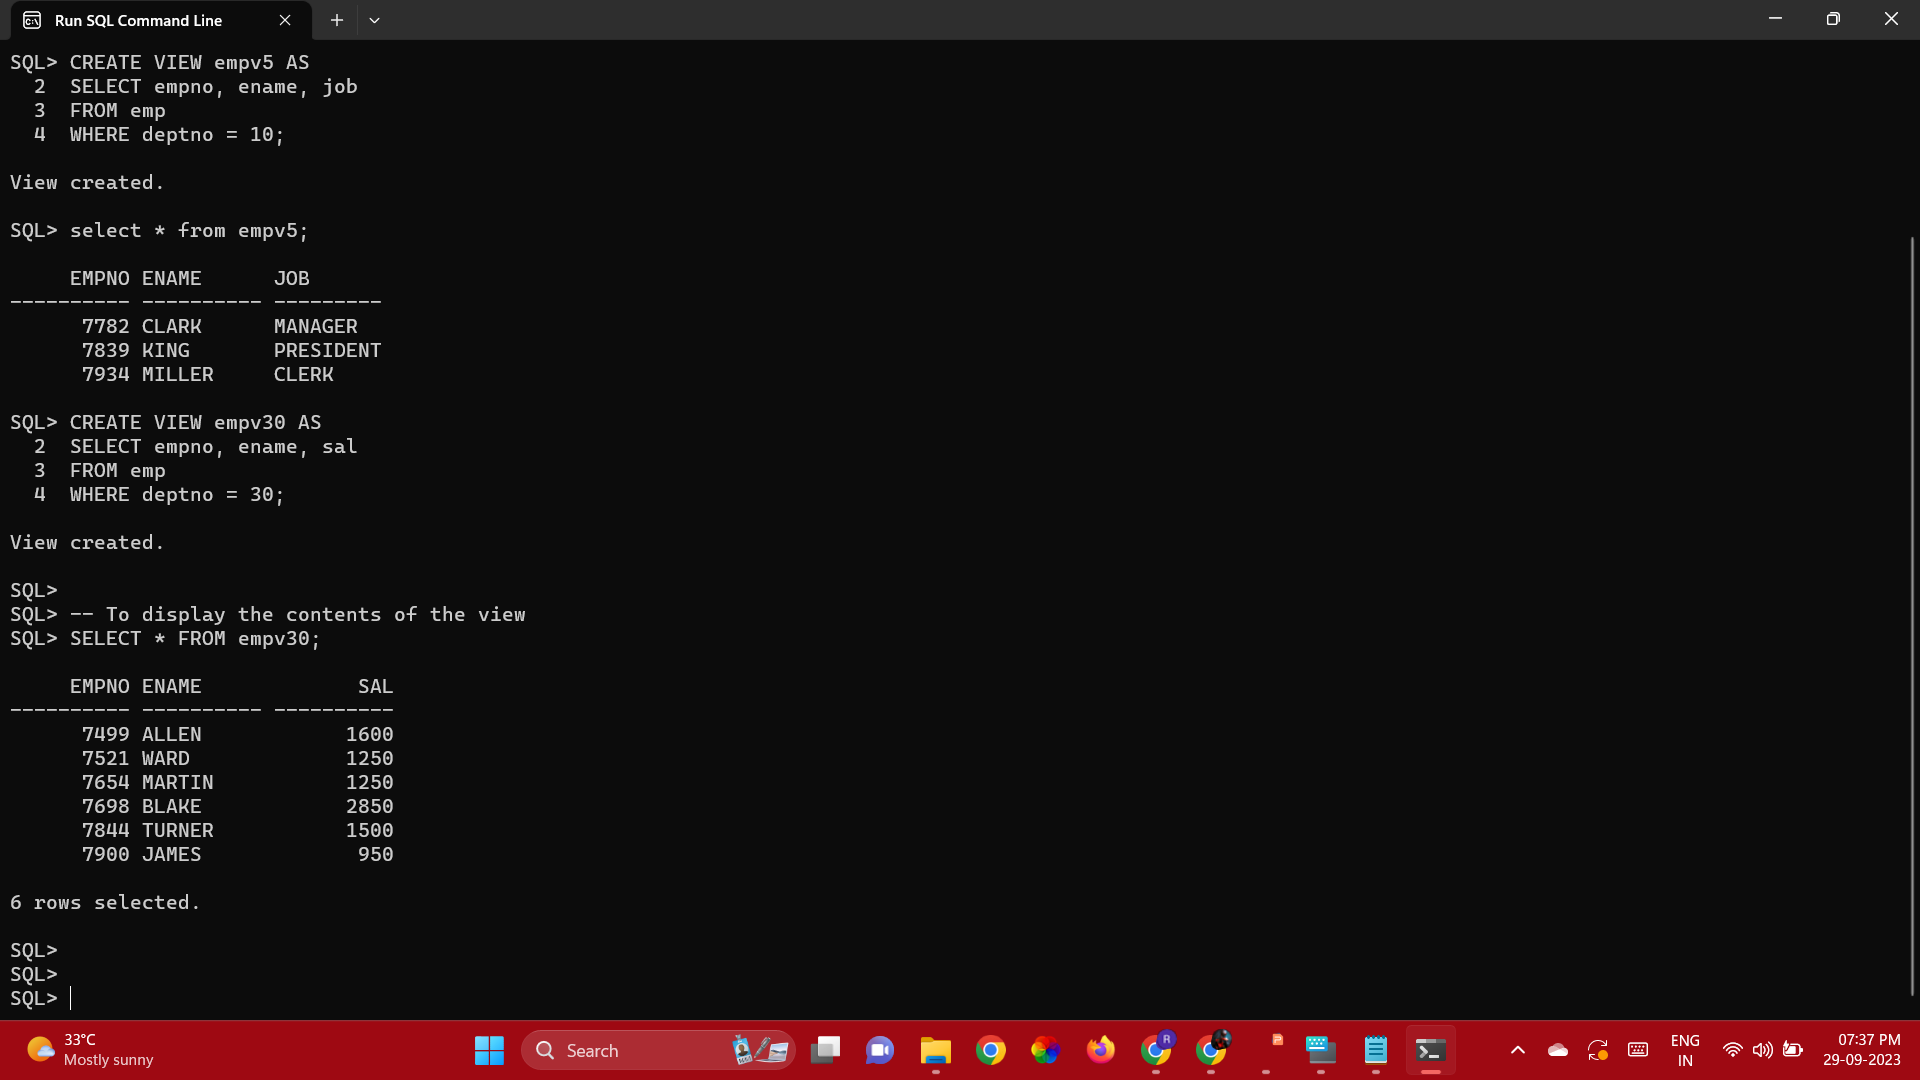 Run SQL Command Line
SQL> CREATE VIEW empv5 AS
  2  SELECT empno, ename, job
  3  FROM emp
  4  WHERE deptno = 10;
View created.
SQL> select * from empv5;
     EMPNO ENAME      JOB
---------- ---------- ---------
      7782 CLARK      MANAGER
      7839 KING       PRESIDENT
      7934 MILLER     CLERK
SQL> CREATE VIEW empv30 AS
  2  SELECT empno, ename, sal
  3  FROM emp
  4  WHERE deptno = 30;
View created.
SQL>
SQL> -- To display the contents of the view
SQL> SELECT * FROM empv30;
     EMPNO ENAME             SAL
---------- ---------- ----------
      7499 ALLEN            1600
      7521 WARD             1250
      7654 MARTIN           1250
      7698 BLAKE            2850
      7844 TURNER           1500
      7900 JAMES             950
6 rows selected.
SQL>
SQL>
SQL>
33°C
Mostly sunny
Search
R
P
ENG
IN
07:37 PM
29-09-2023